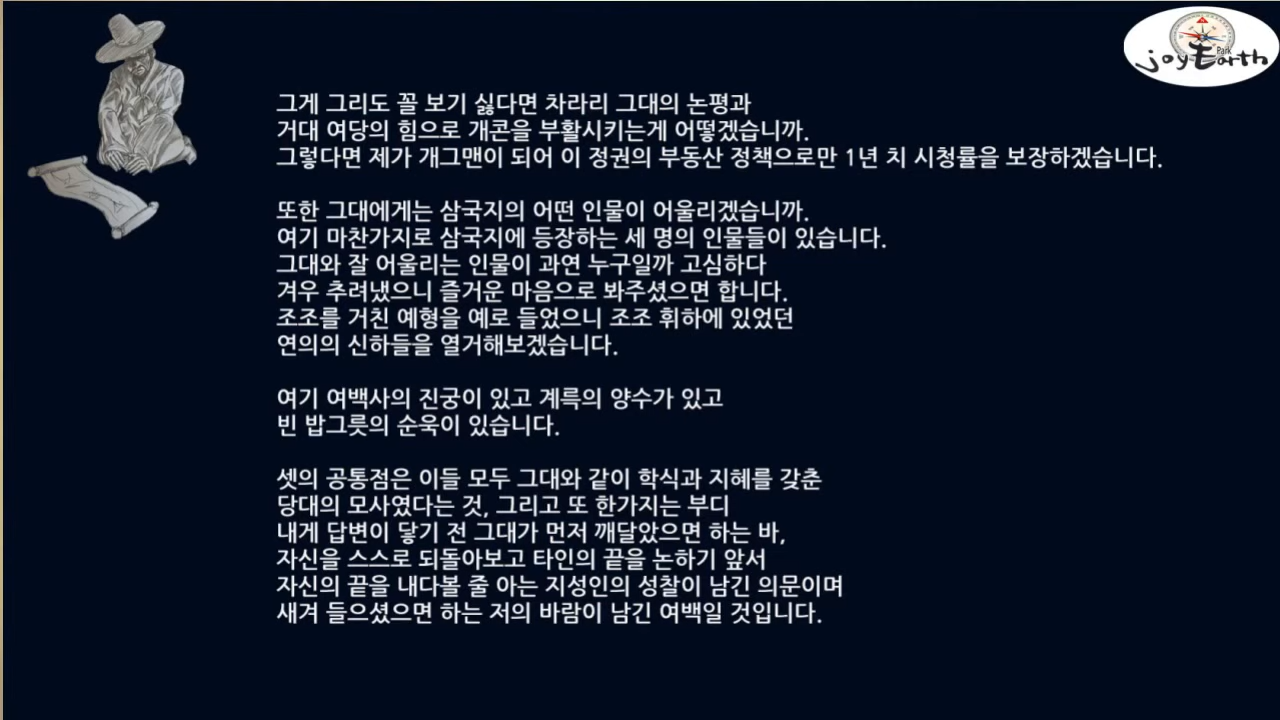 joy Park Earth
그게 그리도 꼴 보기 싫다면 차라리 그대의 논평과
거대 여당의 힘으로 개콘을 부활시키는게 어떻겠습니까.
그렇다면 제가 개그맨이 되어 이 정권의 부동산 정책으로만 1년 치 시청률을 보장하겠습니다.
또한 그대에게는 삼국지의 어떤 인물이 어울리겠습니까.
여기 마찬가지로 삼국지에 등장하는 세 명의 인물들이 있습니다.
그대와 잘 어울리는 인물이 과연 누구일까 고심하다
겨우 추려냈으니 즐거운 마음으로 봐주셨으면 합니다.
조조를 거친 예형을 예로 들었으니 조조 휘하에 있었던
연의의 신하들을 열거해보겠습니다.
여기 여백사의 진궁이 있고 계륵의 양수가 있고
빈 밥그릇의 순욱이 있습니다.
셋의 공통점은 이들 모두 그대와 같이 학식과 지혜를 갖춘
당대의 모사였다는 것, 그리고 또 한가지는 부디
내게 답변이 닿기 전 그대가 먼저 깨달았으면 하는 바,
자신을 스스로 되돌아보고 타인의 끝을 논하기 앞서
자신의 끝을 내다볼 줄 아는 지성인의 성찰이 남긴 의문이며
새겨 들으셨으면 하는 저의 바람이 남긴 여백일 것입니다.